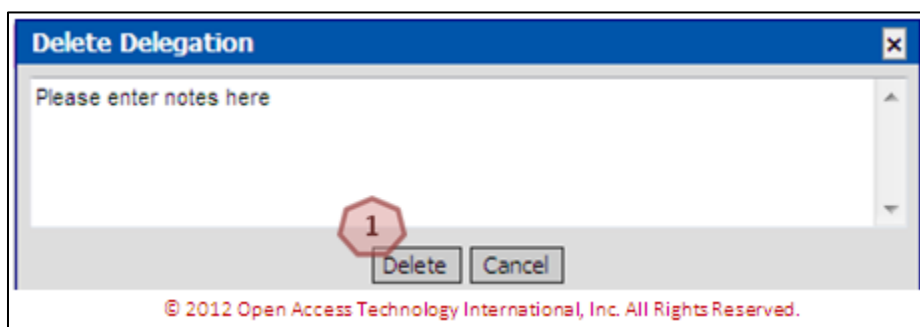 Delete Delegation
Please enter notes here
1
Delete Cancel
© 2012 Open Access Technology International, Inc. All Rights Reserved.